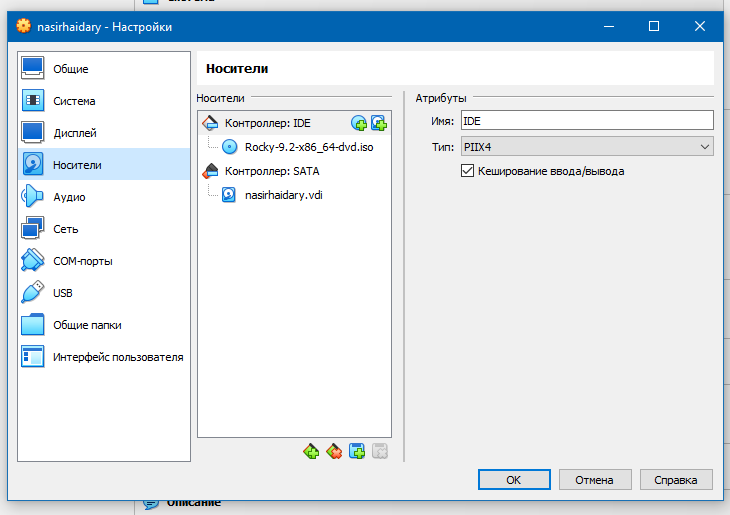 nasirhaidary - Настройки
Общие
Система
Дисплей
Носители
Аудио
Сеть
COM-порты
USB
Общие папки
Интерфейс пользователя
Носители
Носители
Контроллер: IDE
Rocky-9.2-x86_64-dvd.iso
Контроллер: SATA
nasirhaidary.vdi
Атрибуты
Имя: IDE
Тип: PIIX4
Кеширование ввода/вывода
OK Отмена Справка
Описание